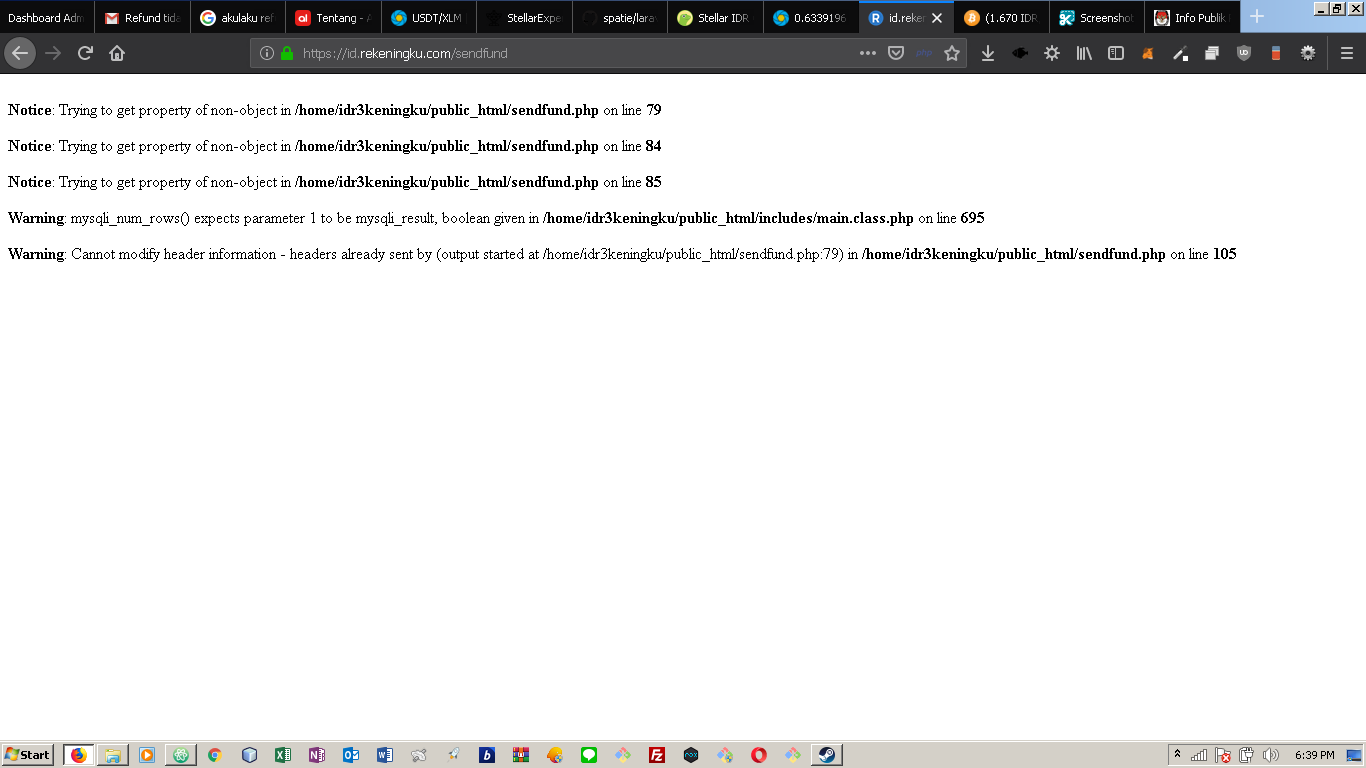 Dashboard Adm
Refund tida
akulaku ref
Tentang - A
USDT/XLM
StellarExpe
spatie/larav
Stellar IDR
0.6339196
id.reken
(1.670 IDR
Screenshot
Info Publik
https://id.rekeningku.com/sendfund
Notice: Trying to get property of non-object in /home/idr3keningku/public_html/sendfund.php on line 79
Notice: Trying to get property of non-object in /home/idr3keningku/public_html/sendfund.php on line 84
Notice: Trying to get property of non-object in /home/idr3keningku/public_html/sendfund.php on line 85
Warning: mysqli_num_rows() expects parameter 1 to be mysqli_result, boolean given in /home/idr3keningku/public_html/includes/main.class.php on line 695
Warning: Cannot modify header information - headers already sent by (output started at /home/idr3keningku/public_html/sendfund.php:79) in /home/idr3keningku/public_html/sendfund.php on line 105
Start
6:39 PM